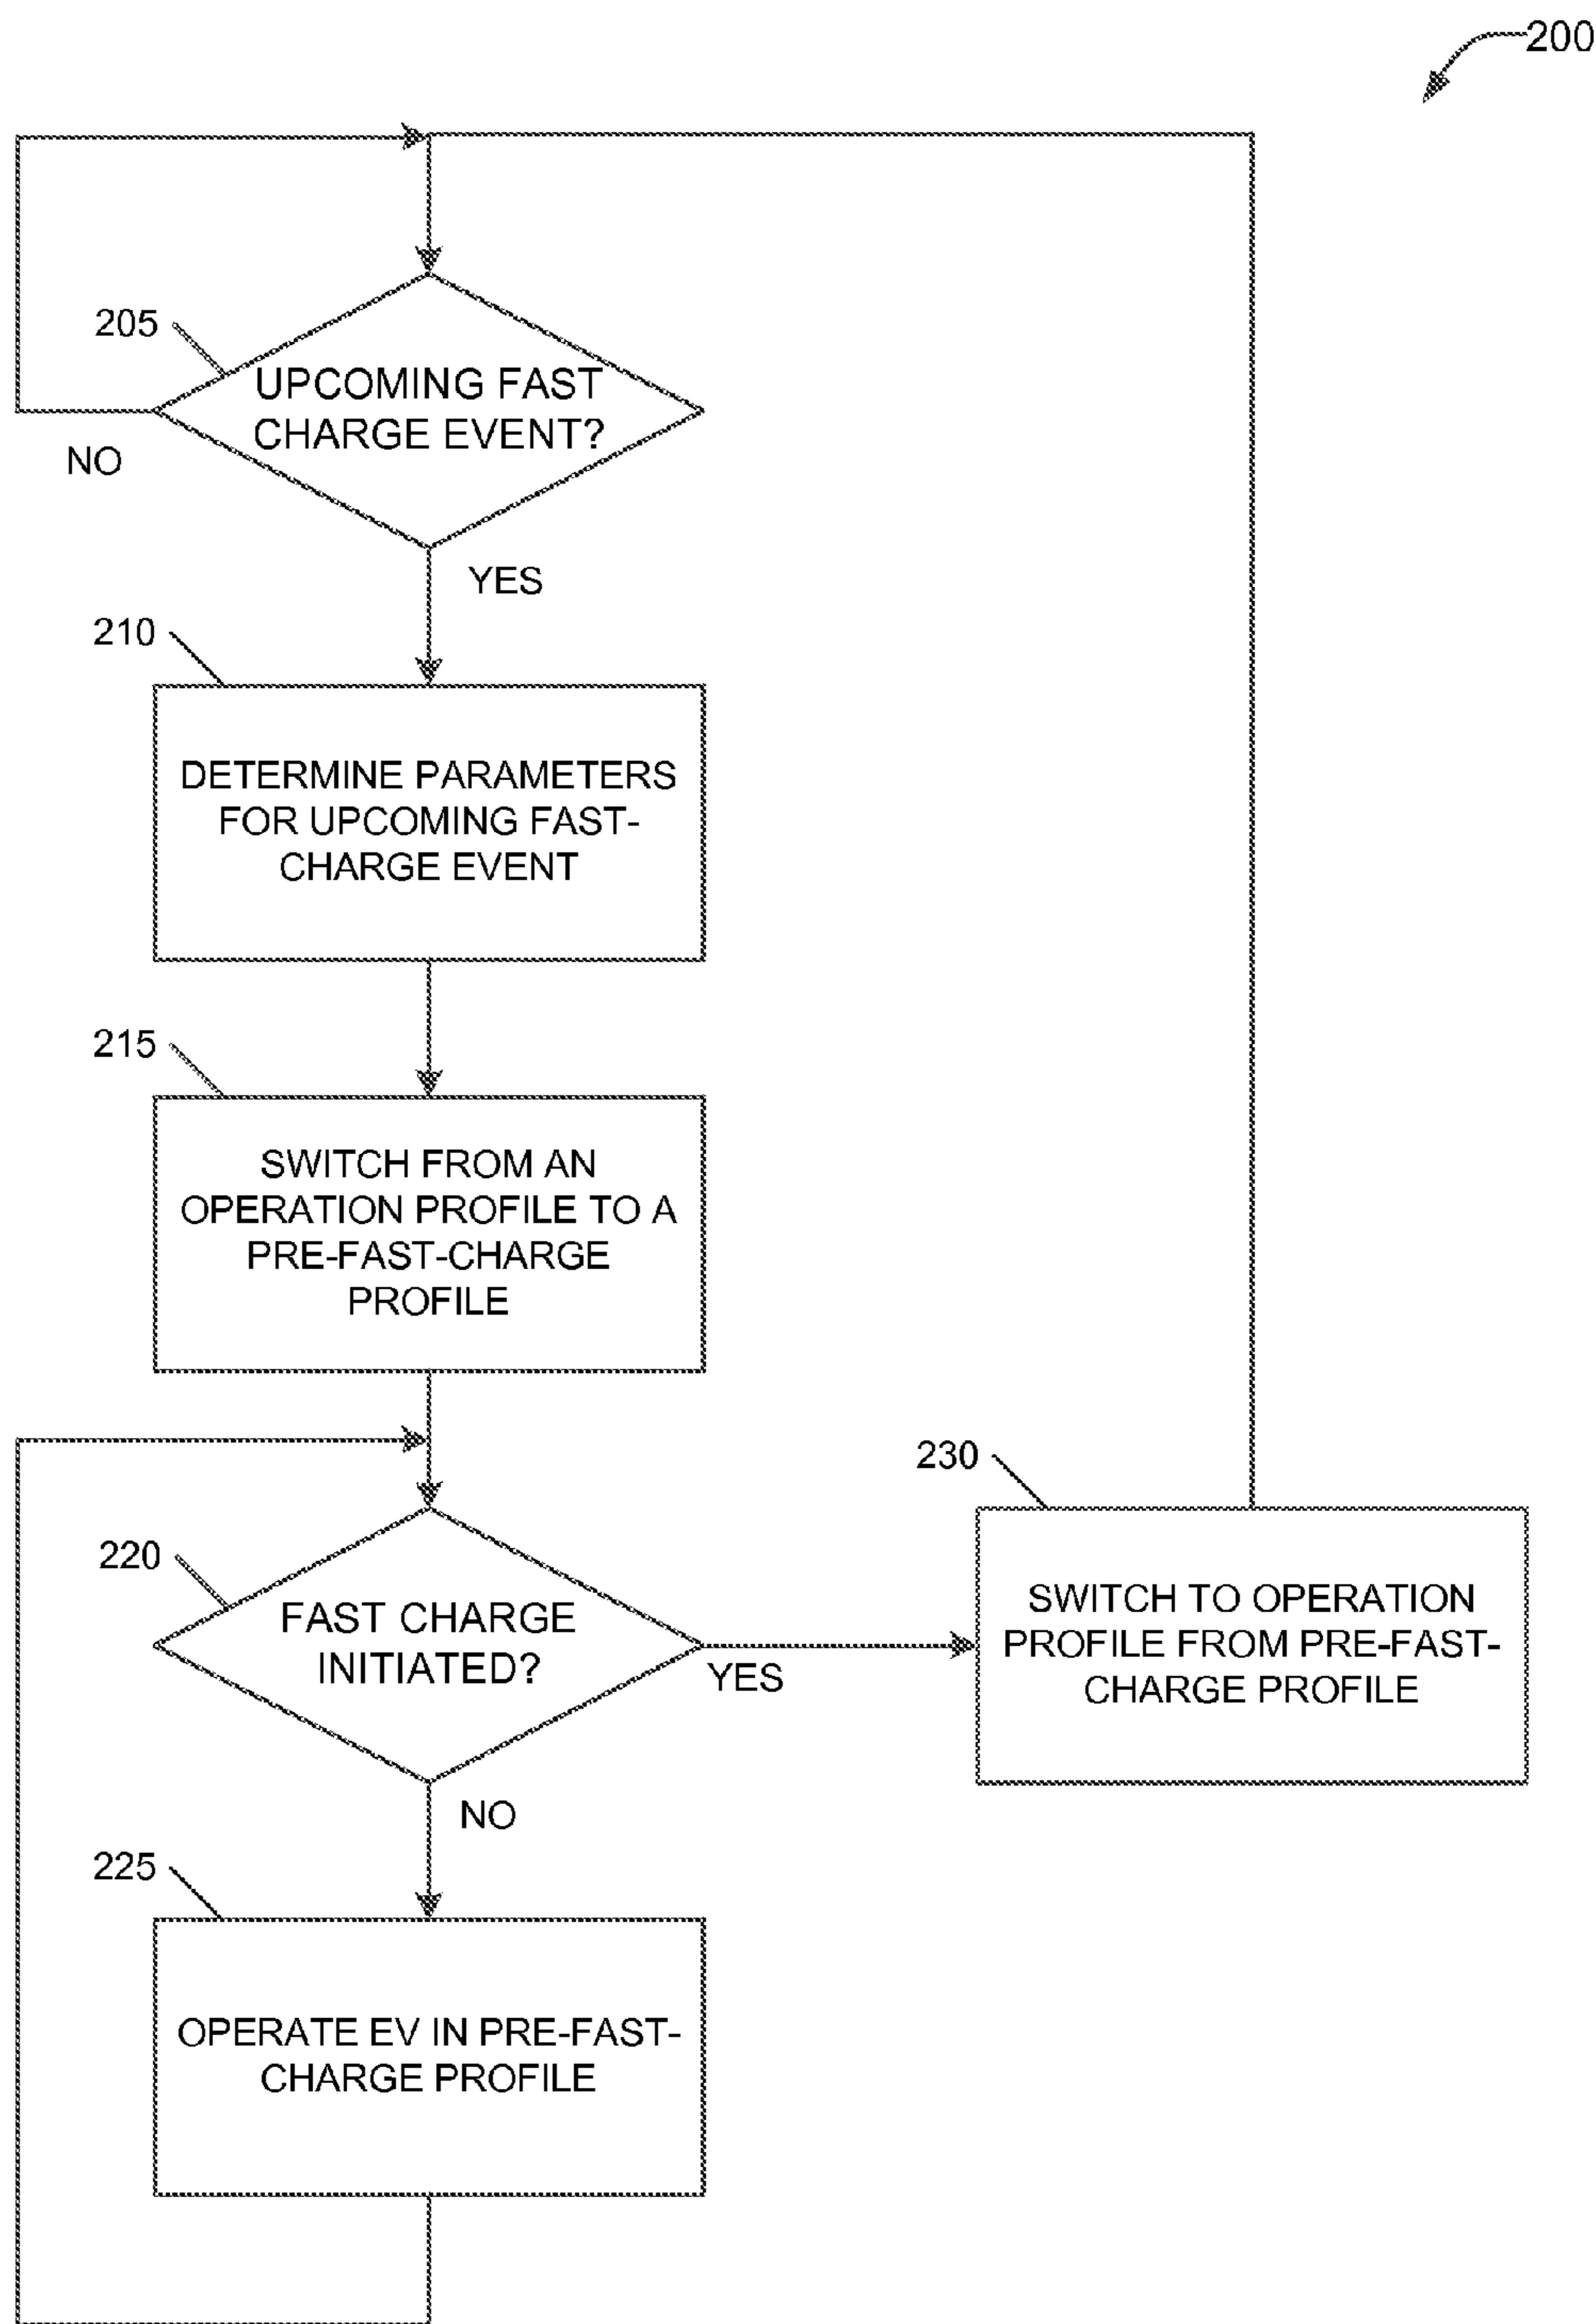 200
205
UPCOMING FAST
CHARGE EVENT?
NO
YES
210
DETERMINE PARAMETERS
FOR UPCOMING FAST-
CHARGE EVENT
215
SWITCH FROM AN
OPERATION PROFILE TO A
PRE-FAST-CHARGE
PROFILE
220
FAST CHARGE
INITIATED?
YES
230
SWITCH TO OPERATION
PROFILE FROM PRE-FAST-
CHARGE PROFILE
NO
225
OPERATE EV IN PRE-FAST-
CHARGE PROFILE